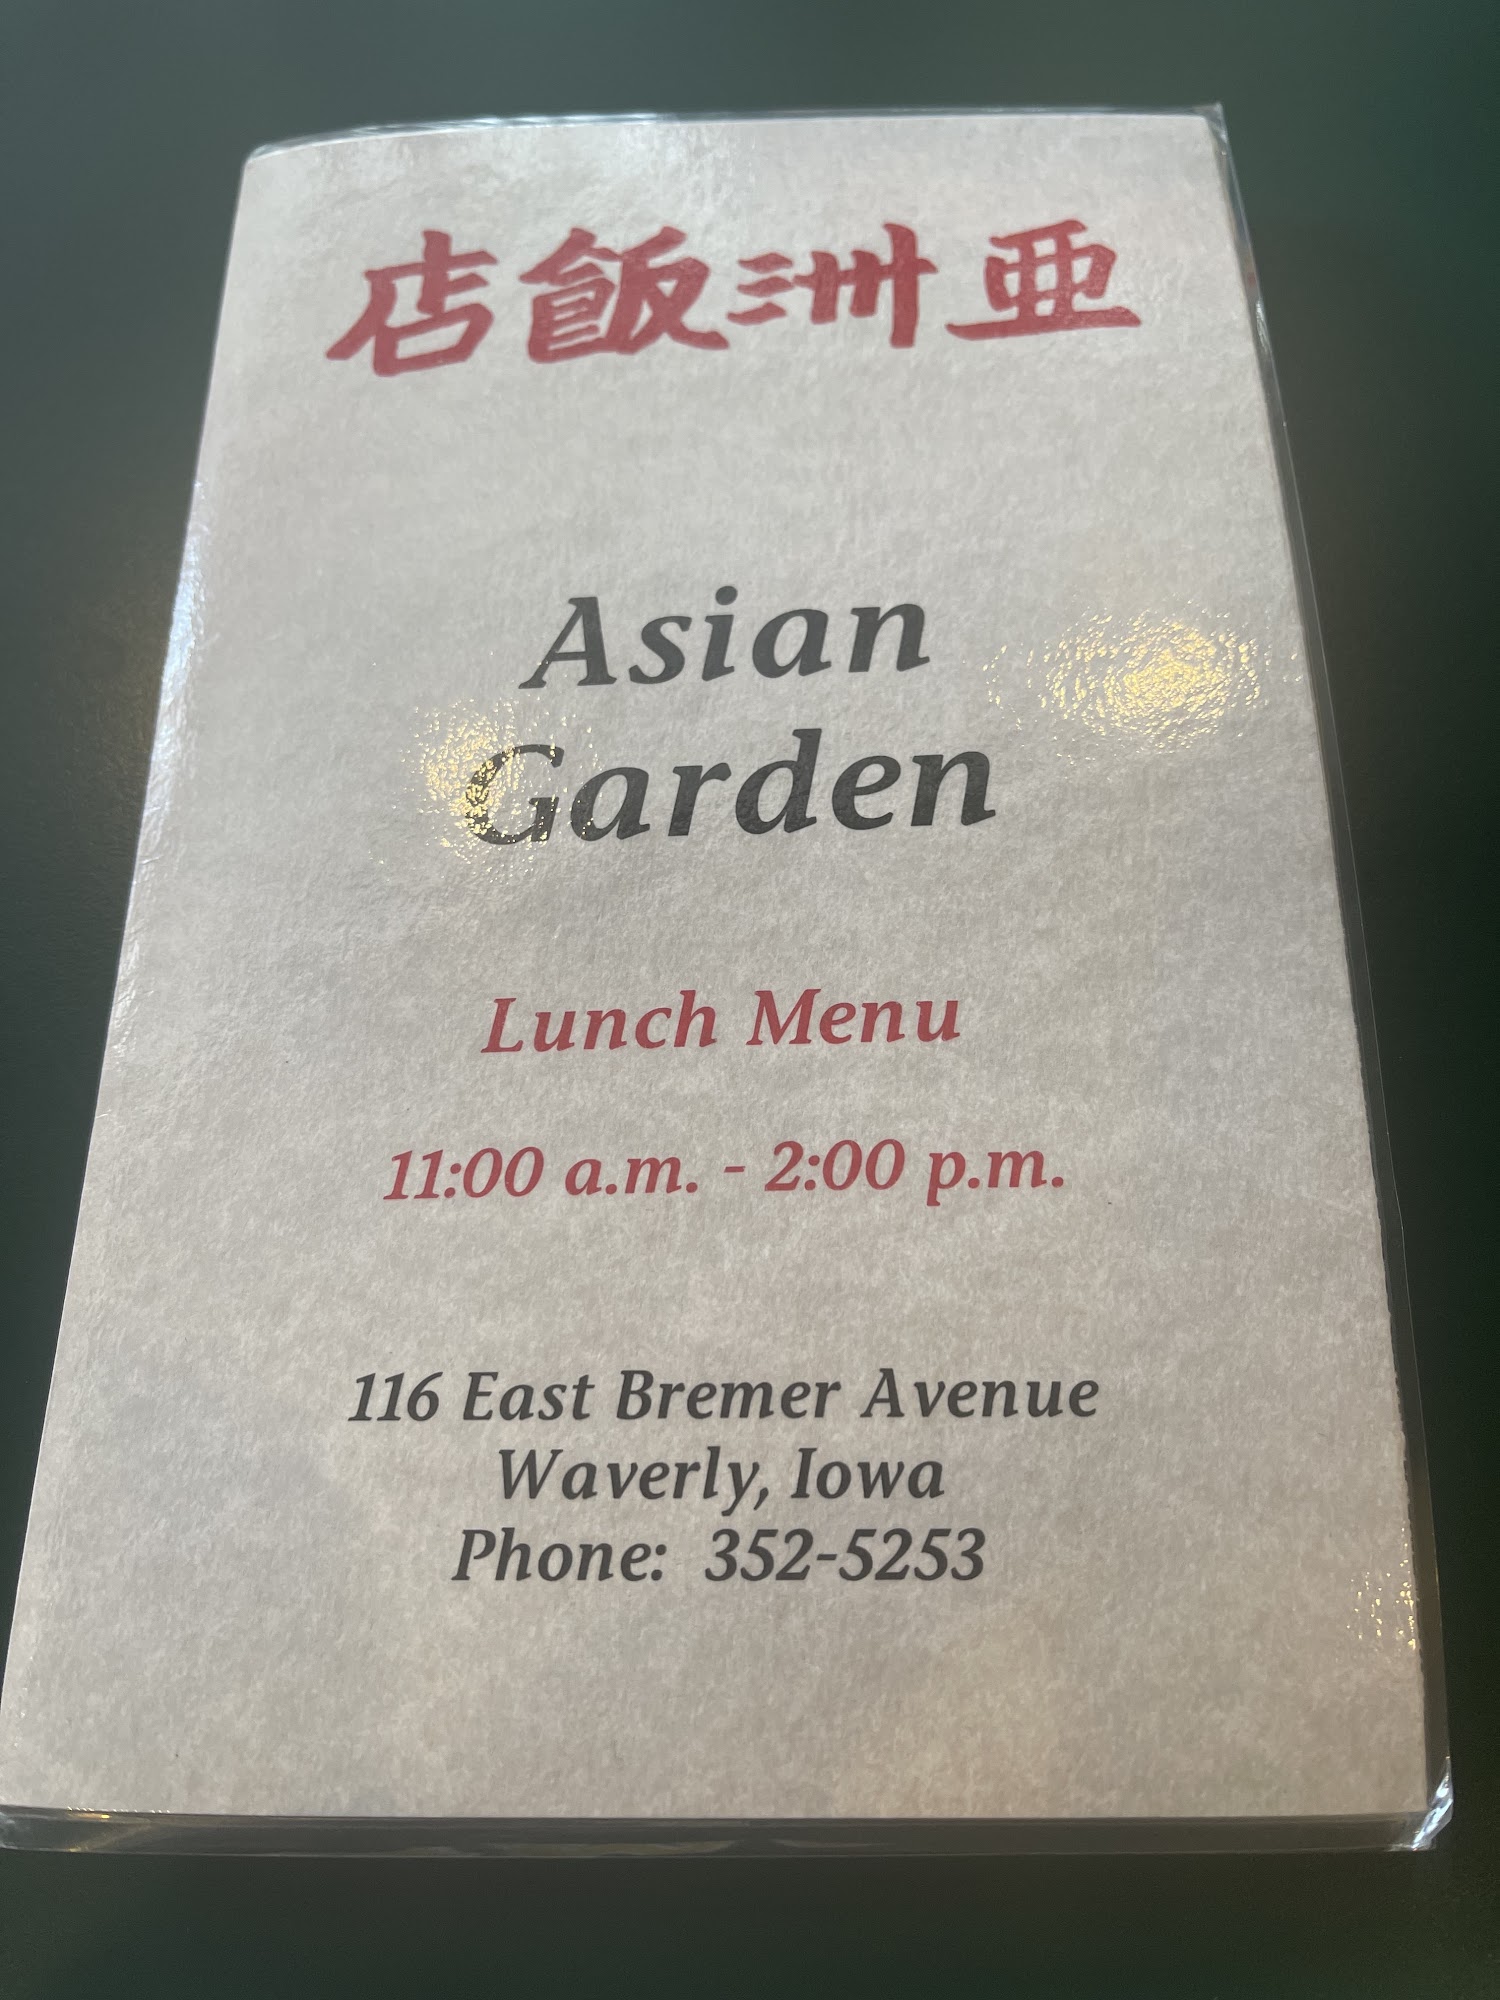 亜洲飯店
Asian
Garden
Lunch Menu
11:00 a.m. - 2:00 p.m.
116 East Bremer Avenue
Waverly, Iowa
Phone: 352-5253